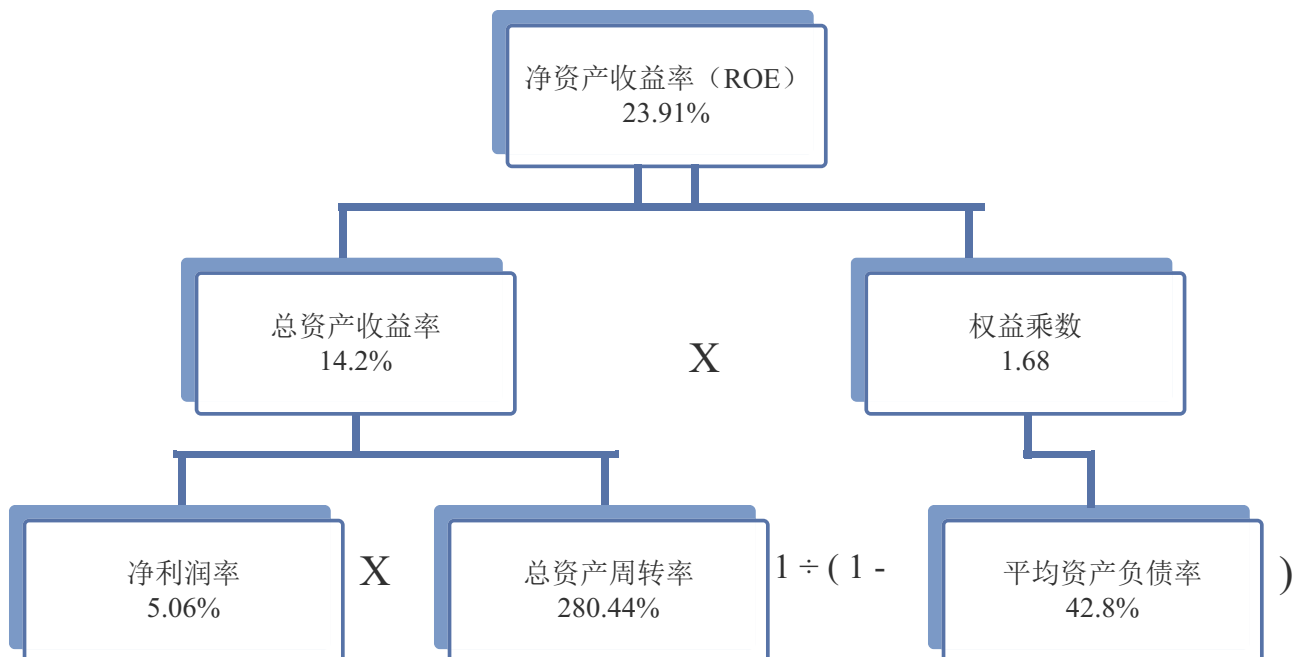 净资产收益率（ROE）
23.91%
总资产收益率
14.2%
X
权益乘数
1.68
净利润率
5.06%
X
总资产周转率
280.44%
1 ÷ ( 1 -
平均资产负债率
42.8%
)